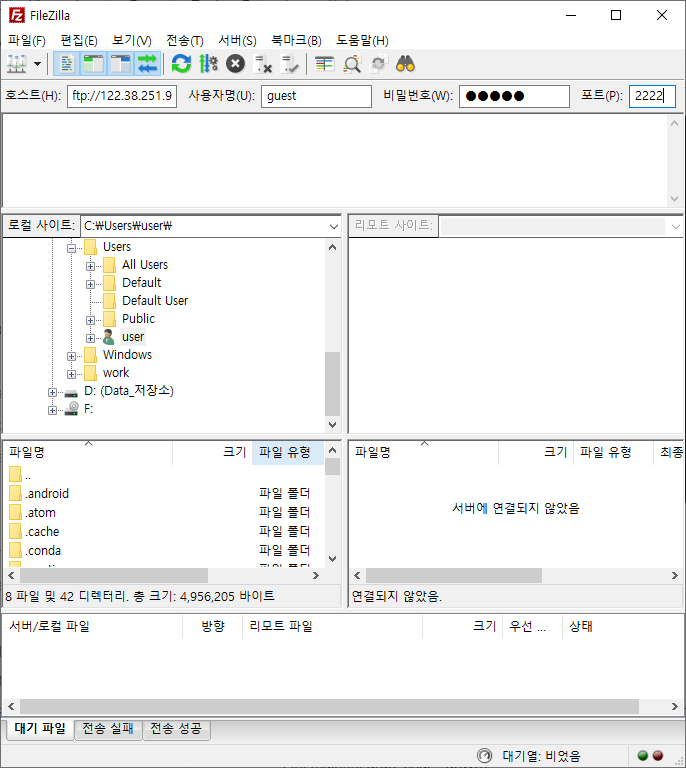 FileZilla
파일(F) 편집(E) 보기(V) 전송(T) 서버(S) 북마크(B) 도움말(H)
호스트(H): ftp://122.38.251.9 사용자명(U): guest 비밀번호(W): ●●●●● 포트(P): 2222
로컬 사이트: C:₩Users₩user₩
Users
All Users
Default
Default User
Public
user
Windows
work
D: (Data_저장소)
F:
리모트 사이트:
파일명 크기 파일 유형
..
.android 파일 폴더
.atom 파일 폴더
.cache 파일 폴더
.conda 파일 폴더
8 파일 및 42 디렉터리. 총 크기: 4,956,205 바이트
파일명 크기 파일 유형 최종
서버에 연결되지 않았음
연결되지 않았음.
서버/로컬 파일 방향 리모트 파일 크기 우선 ... 상태
대기 파일 전송 실패 전송 성공
대기열: 비었음